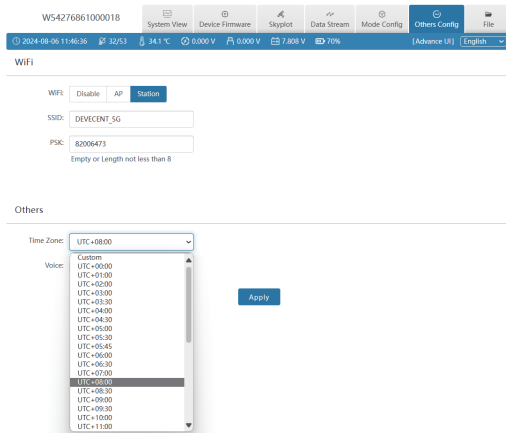 W54276861000018
System View
Device Firmware
Skyplot
Data Stream
Mode Config
Others Config
File
2024-08-06 11:46:36
32/53
34.1 ℃
0.000 V
0.000 V
7.808 V
70%
[Advance UI]
English
WiFi
WiFi: Disable AP Station
SSID: DEVECENT_5G
PSK: 82006473
Empty or Length not less than 8
Others
Time Zone: UTC+08:00
Voice:
Custom
UTC+00:00
UTC+01:00
UTC+02:00
UTC+03:00
UTC+03:30
UTC+04:00
UTC+04:30
UTC+05:00
UTC+05:30
UTC+05:45
UTC+06:00
UTC+06:30
UTC+07:00
UTC+08:00
UTC+08:30
UTC+09:00
UTC+09:30
UTC+10:00
UTC+11:00
Apply